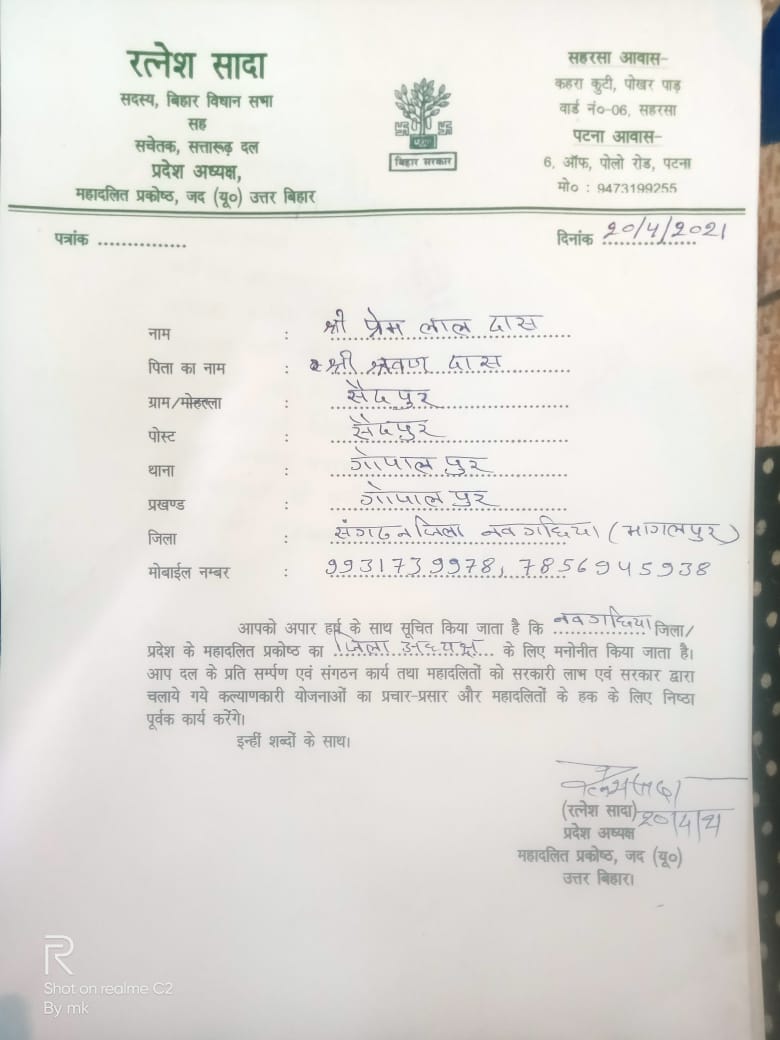 रत्नेश सादा
सदस्य, बिहार विधान सभा
सह
सचेतक, सत्तारूढ़ दल
प्रदेश अध्यक्ष,
महादलित प्रकोष्ठ, जद (यू०) उत्तर बिहार
बिहार सरकार
सहरसा आवास-
कहरा कुटी, पोखर पाड़
वार्ड नं०-06, सहरसा
पटना आवास-
6, ऑफ, पोलो रोड, पटना
मो० : 9473199255
पत्रांक ...............
दिनांक २०/4/2021
नाम : श्री प्रेम लाल दास
पिता का नाम : श्री श्रवण दास
ग्राम/मोहल्ला : सैदपुर
पोस्ट : सैदपुर
थाना : गोपालपुर
प्रखण्ड : गोपालपुर
जिला : संगठन जिला नवगछिया (भागलपुर)
मोबाईल नम्बर : 9931739978, 7856945938
आपको अपार हर्ष के साथ सूचित किया जाता है कि नवगछिया जिला/
प्रदेश के महादलित प्रकोष्ठ का जिला अध्यक्ष के लिए मनोनीत किया जाता है।
आप दल के प्रति सर्म्पण एवं संगठन कार्य तथा महादलितों को सरकारी लाभ एवं सरकार द्वारा
चलाये गये कल्याणकारी योजनाओं का प्रचार-प्रसार और महादलितों के हक के लिए निष्ठा
पूर्वक कार्य करेंगे।
इन्हीं शब्दों के साथ।
रत्नेश सादा
(रत्नेश सादा) २०/4/21
प्रदेश अध्यक्ष
महादलित प्रकोष्ठ, जद (यू०)
उत्तर बिहार।
R
Shot on realme C2
By mk